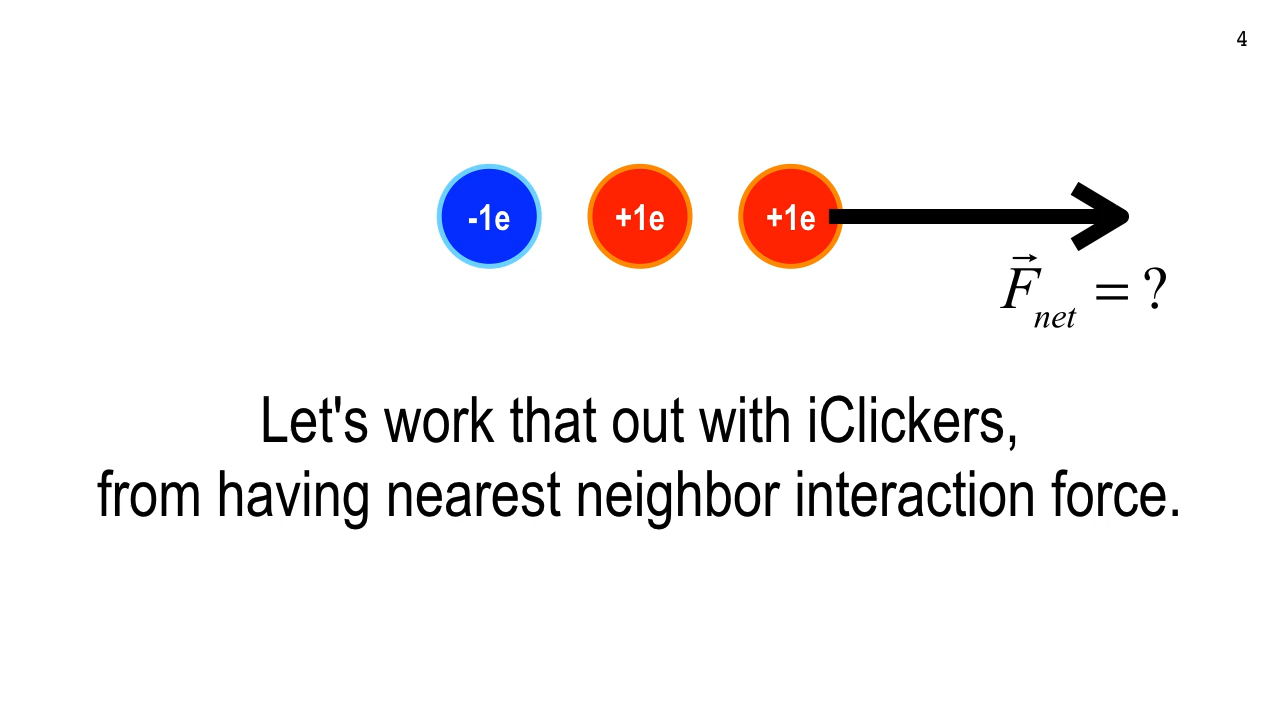 4
-1e
+1e
+1e
F⃗net = ?
Let's work that out with iClickers,
from having nearest neighbor interaction force.